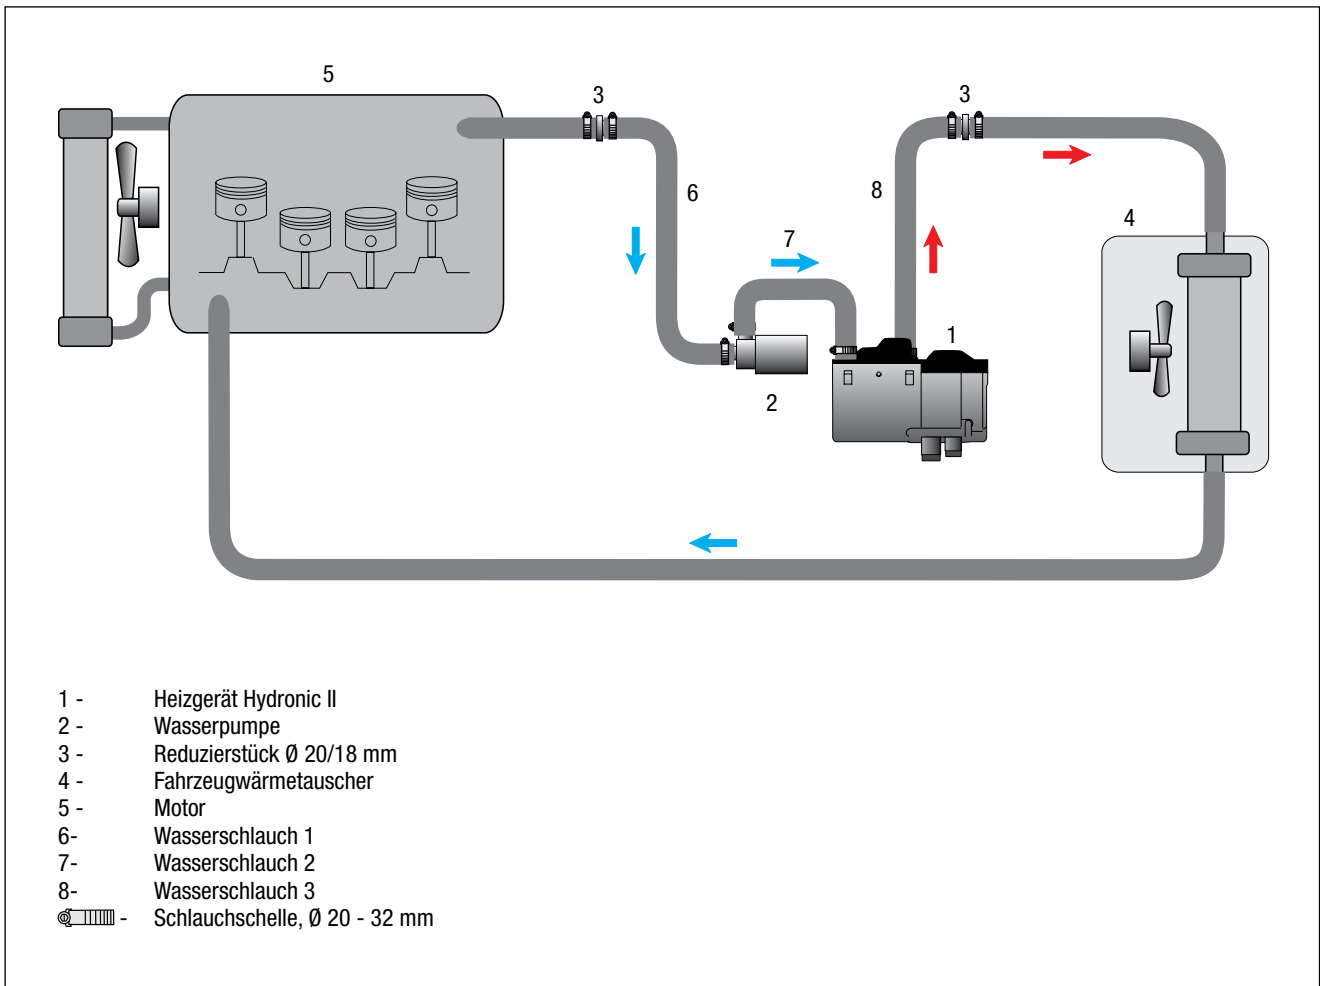 5
3
3
6
8
7
4
1
2
1 - Heizgerät Hydronic II
2 - Wasserpumpe
3 - Reduzierstück Ø 20/18 mm
4 - Fahrzeugwärmetauscher
5 - Motor
6- Wasserschlauch 1
7- Wasserschlauch 2
8- Wasserschlauch 3
- Schlauchschelle, Ø 20 - 32 mm